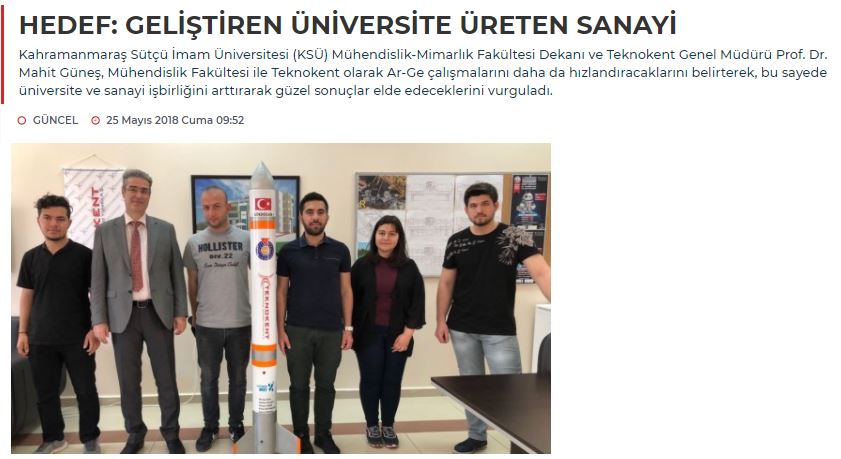 HEDEF: GELİŞTİREN ÜNİVERSİTE ÜRETEN SANAYİ
Kahramanmaraş Sütçü İmam Üniversitesi (KSÜ) Mühendislik-Mimarlık Fakültesi Dekanı ve Teknokent Genel Müdürü Prof. Dr.
Mahit Güneş, Mühendislik Fakültesi ile Teknokent olarak Ar-Ge çalışmalarını daha da hızlandıracaklarını belirterek, bu sayede
üniversite ve sanayi işbirliğini arttırarak güzel sonuçlar elde edeceklerini vurguladı.
GÜNCEL 25 Mayıs 2018 Cuma 09:52
HOLLISTER
DIV.22
TEKNOKENT